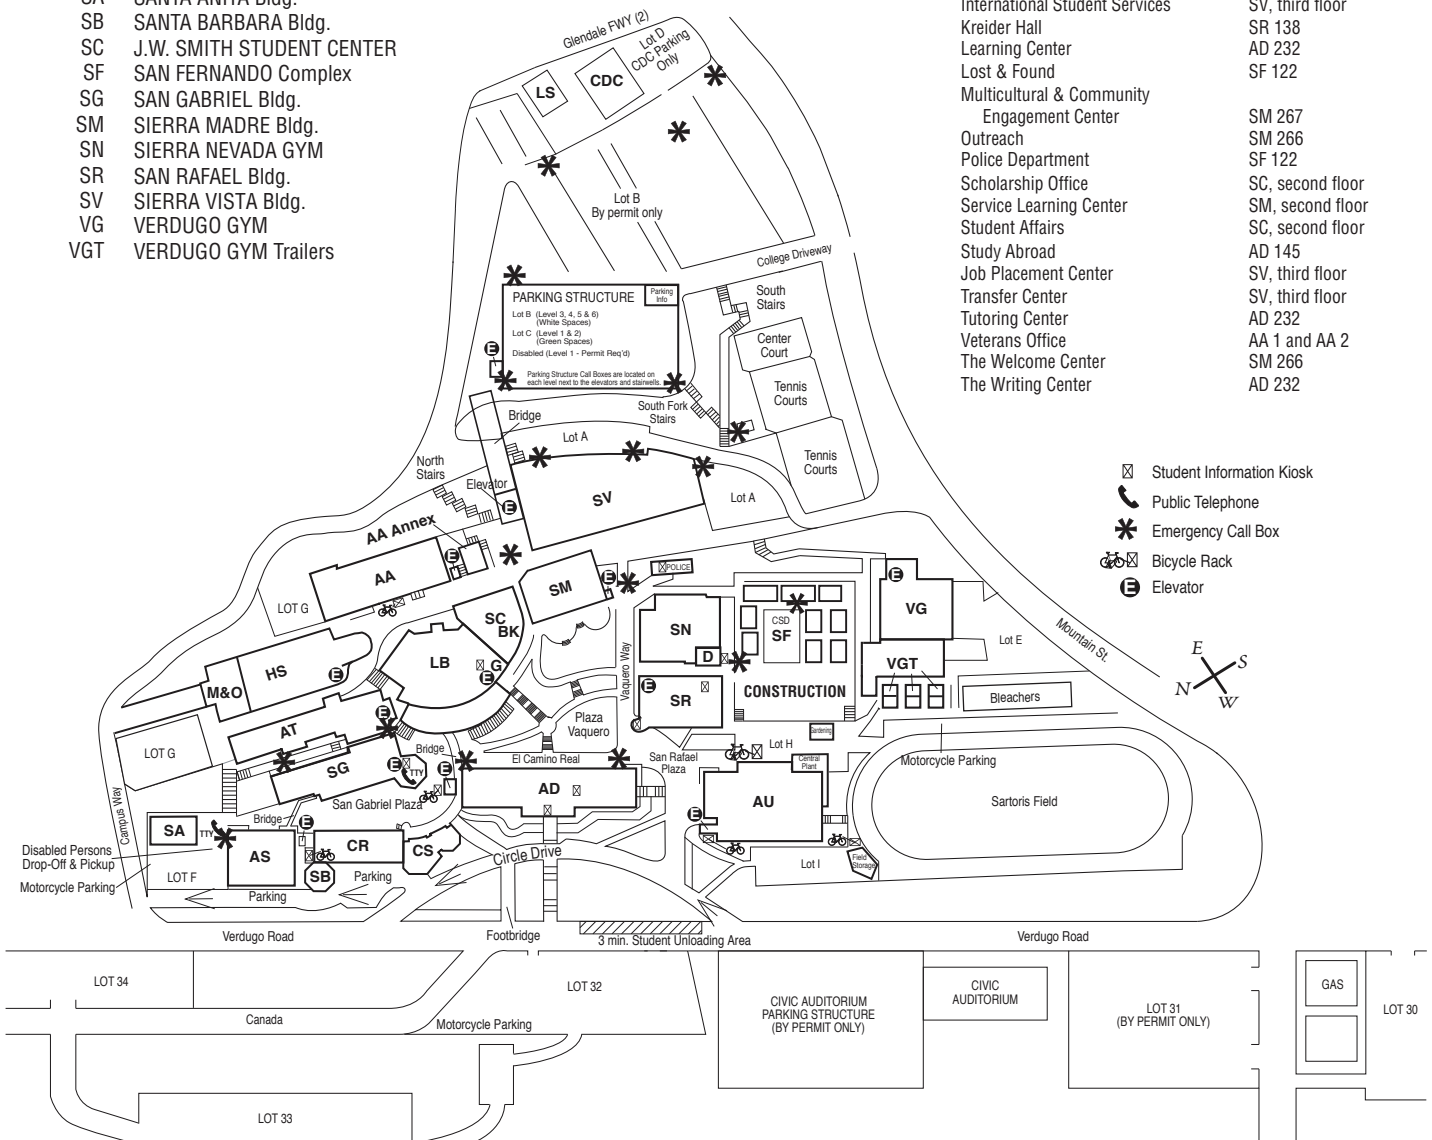 SANTA ANITA Bldg.
SB SANTA BARBARA Bldg.
SC J.W. SMITH STUDENT CENTER
SF SAN FERNANDO Complex
SG SAN GABRIEL Bldg.
SM SIERRA MADRE Bldg.
SN SIERRA NEVADA GYM
SR SAN RAFAEL Bldg.
SV SIERRA VISTA Bldg.
VG VERDUGO GYM
VGT VERDUGO GYM Trailers
International Student Services SV, third floor
Kreider Hall SR 138
Learning Center AD 232
Lost & Found SF 122
Multicultural & Community
Engagement Center SM 267
Outreach SM 266
Police Department SF 122
Scholarship Office SC, second floor
Service Learning Center SM, second floor
Student Affairs SC, second floor
Study Abroad AD 145
Job Placement Center SV, third floor
Transfer Center SV, third floor
Tutoring Center AD 232
Veterans Office AA 1 and AA 2
The Welcome Center SM 266
The Writing Center AD 232
Student Information Kiosk
Public Telephone
Emergency Call Box
Bicycle Rack
E Elevator
E
S
N
W
Glendale FWY (2)
Lot D
CDC Parking
Only
LS
CDC
Lot B
By permit only
College Driveway
PARKING STRUCTURE
Parking
Info
Lot B (Level 3, 4, 5 & 6)
(White Spaces)
Lot C (Level 1 & 2)
(Green Spaces)
Disabled (Level 1 - Permit Req'd)
Parking Structure Call Boxes are located on
each level next to the elevators and stairwells.
E
South
Stairs
Center
Court
Tennis
Courts
Tennis
Courts
South Fork
Stairs
Bridge
Lot A
North
Stairs
Elevator
E
SV
Lot A
AA Annex
AA
E
LOT G
SM
E
POLICE
SC
BK
LB
G
E
HS
E
M&O
AT
E
LOT G
SG
E
TTY
Bridge
E
San Gabriel Plaza
Bridge
E
SN
D
SR
E
Vaquero Way
Plaza
Vaquero
El Camino Real
San Rafael
Plaza
CSD
SF
CONSTRUCTION
VG
E
VGT
Lot E
Mountain St.
Bleachers
Gardening
Lot H
Central
Plant
Motorcycle Parking
Sartoris Field
AD
AU
E
Lot I
Field
Storage
Campus Way
SA
TTY
AS
CR
SB
CS
LOT F
Disabled Persons
Drop-Off & Pickup
Motorcycle Parking
Parking
Parking
Circle Drive
Verdugo Road
Footbridge
3 min. Student Unloading Area
Verdugo Road
LOT 34
LOT 32
Canada
Motorcycle Parking
LOT 33
CIVIC AUDITORIUM
PARKING STRUCTURE
(BY PERMIT ONLY)
CIVIC
AUDITORIUM
LOT 31
(BY PERMIT ONLY)
GAS
LOT 30